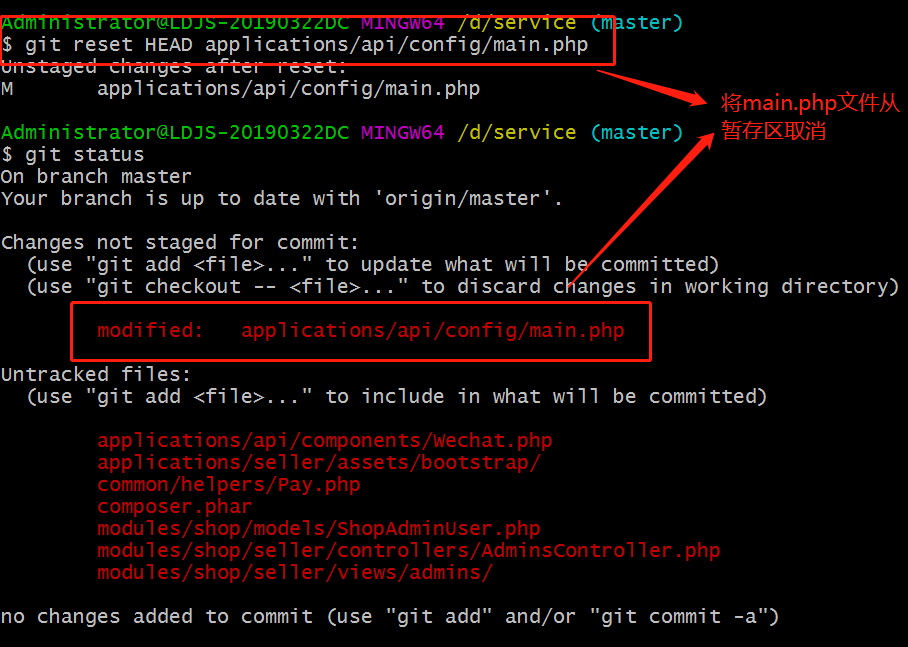 Administrator@LDJS-20190322DC MINGW64 /d/service (master)
$ git reset HEAD applications/api/config/main.php
Unstaged changes after reset:
M       applications/api/config/main.php
将main.php文件从
暂存区取消
Administrator@LDJS-20190322DC MINGW64 /d/service (master)
$ git status
On branch master
Your branch is up to date with 'origin/master'.
Changes not staged for commit:
  (use "git add <file>..." to update what will be committed)
  (use "git checkout -- <file>..." to discard changes in working directory)
        modified:   applications/api/config/main.php
Untracked files:
  (use "git add <file>..." to include in what will be committed)
        applications/api/components/Wechat.php
        applications/seller/assets/bootstrap/
        common/helpers/Pay.php
        composer.phar
        modules/shop/models/ShopAdminUser.php
        modules/shop/seller/controllers/AdminsController.php
        modules/shop/seller/views/admins/
no changes added to commit (use "git add" and/or "git commit -a")